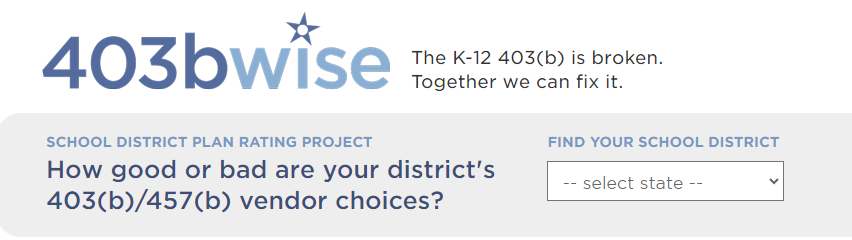 403bwise
The K-12 403(b) is broken.
Together we can fix it.
SCHOOL DISTRICT PLAN RATING PROJECT
How good or bad are your district's
403(b)/457(b) vendor choices?
FIND YOUR SCHOOL DISTRICT
-- select state --